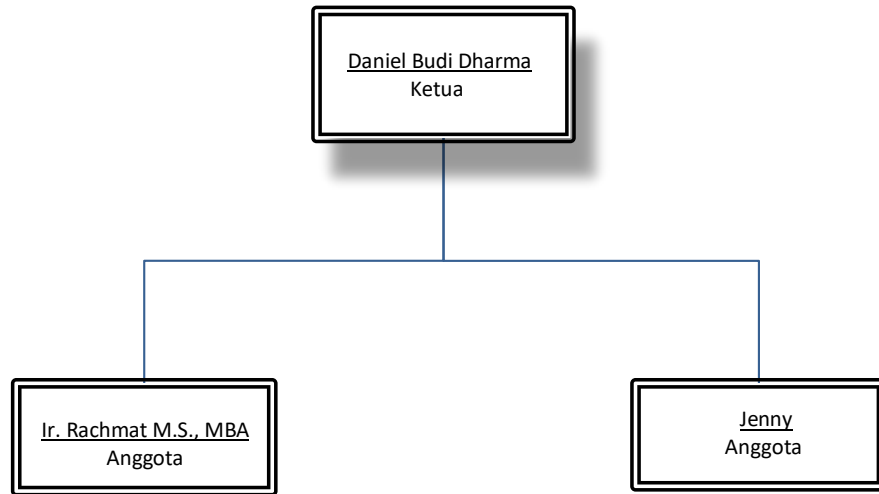 Daniel Budi Dharma
Ketua
Ir. Rachmat M.S., MBA
Anggota
Jenny
Anggota